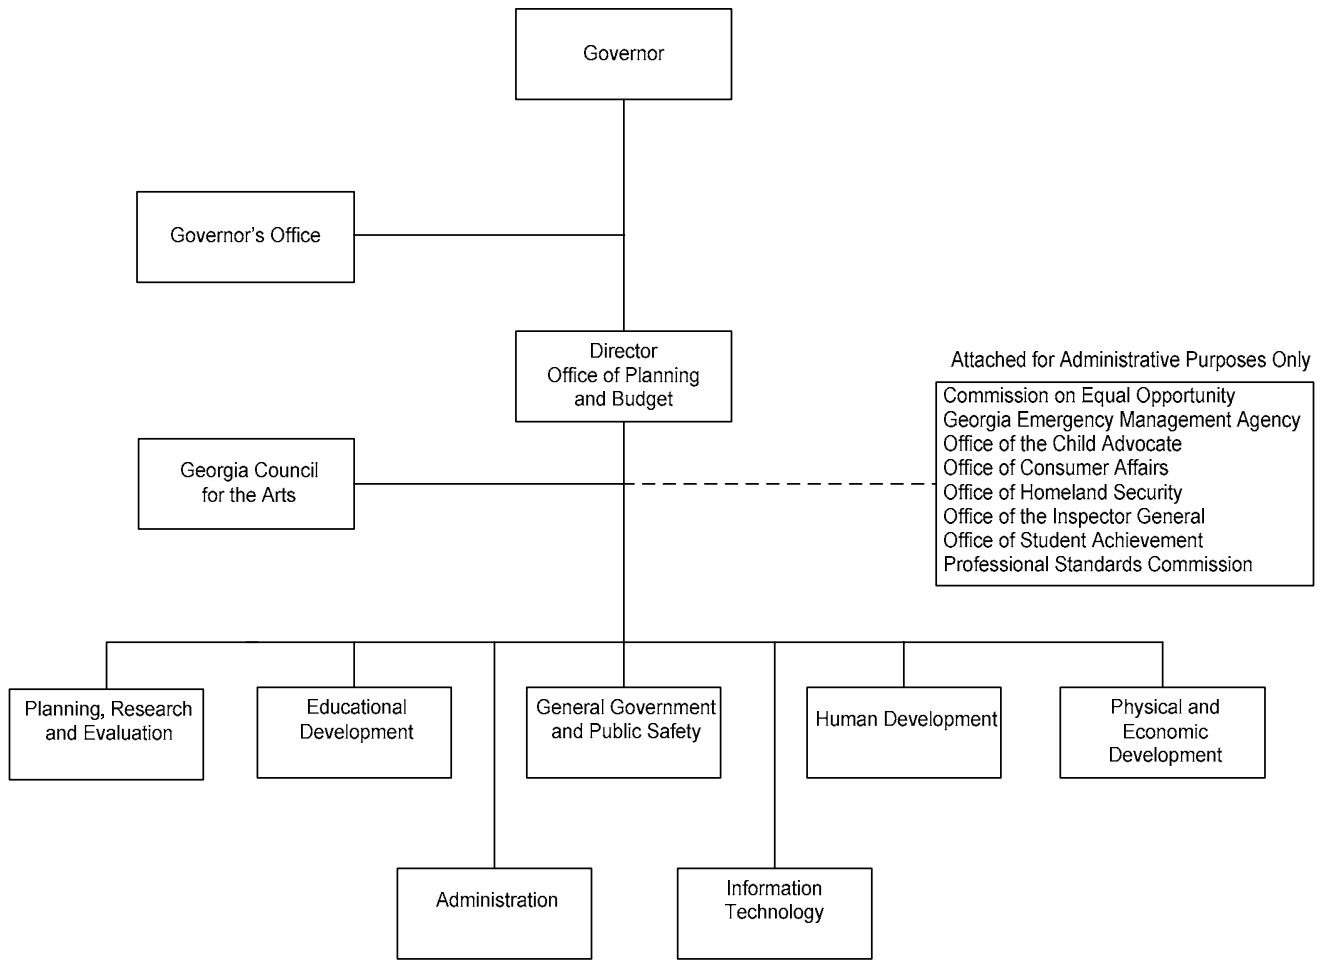 Governor
Governor's Office
Director
Office of Planning
and Budget
Attached for Administrative Purposes Only
Commission on Equal Opportunity
Georgia Emergency Management Agency
Office of the Child Advocate
Office of Consumer Affairs
Office of Homeland Security
Office of the Inspector General
Office of Student Achievement
Professional Standards Commission
Georgia Council
for the Arts
Planning, Research
and Evaluation
Educational
Development
General Government
and Public Safety
Human Development
Physical and
Economic
Development
Administration
Information
Technology